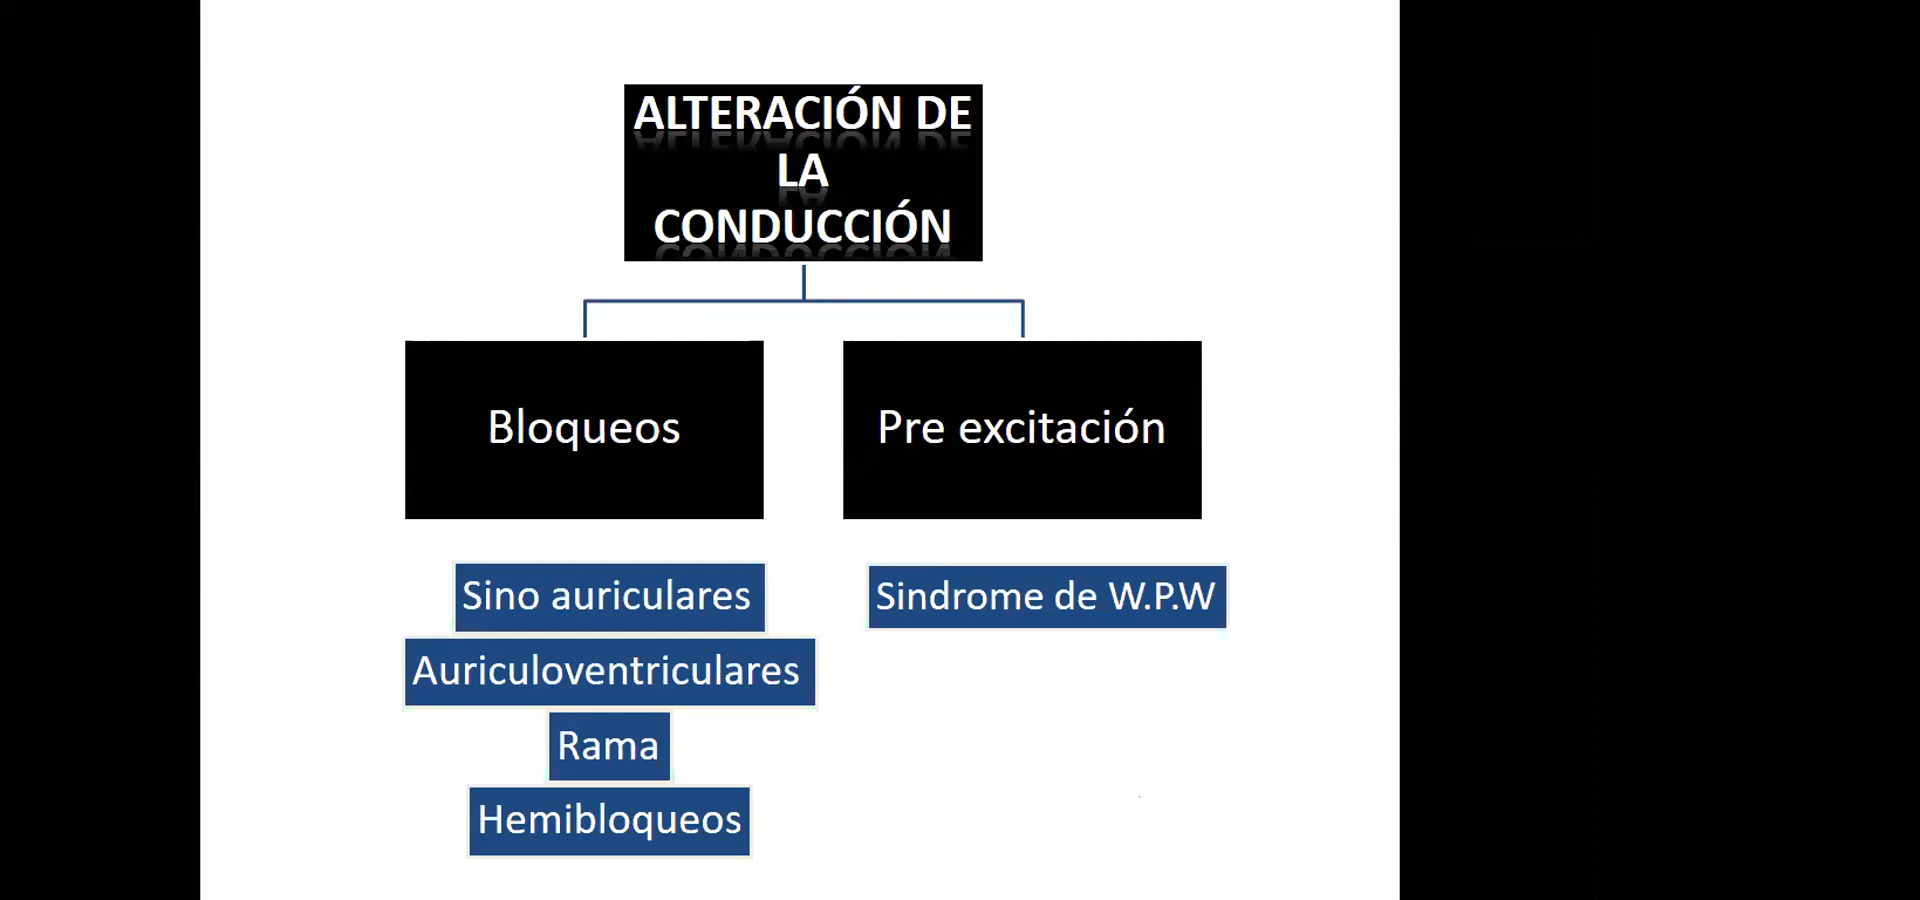 ALTERACIÓN DE
LA
CONDUCCIÓN
Bloqueos
Pre excitación
Sino auriculares
Auriculoventriculares
Rama
Hemibloqueos
Sindrome de W.P.W